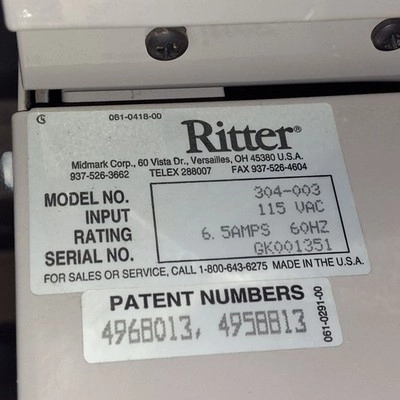 061-0418-00
Ritter®
Midmark Corp., 60 Vista Dr., Versailles, OH 45380 U.S.A.
937-526-3662 TELEX 288007 FAX 937-526-4604
MODEL NO. 304-003
INPUT 115 VAC
RATING 6.5AMPS 60HZ
SERIAL NO. GK001351
FOR SALES OR SERVICE, CALL 1-800-643-6275 MADE IN THE U.S.A.
PATENT NUMBERS
4968013, 4958813
061-0291-00